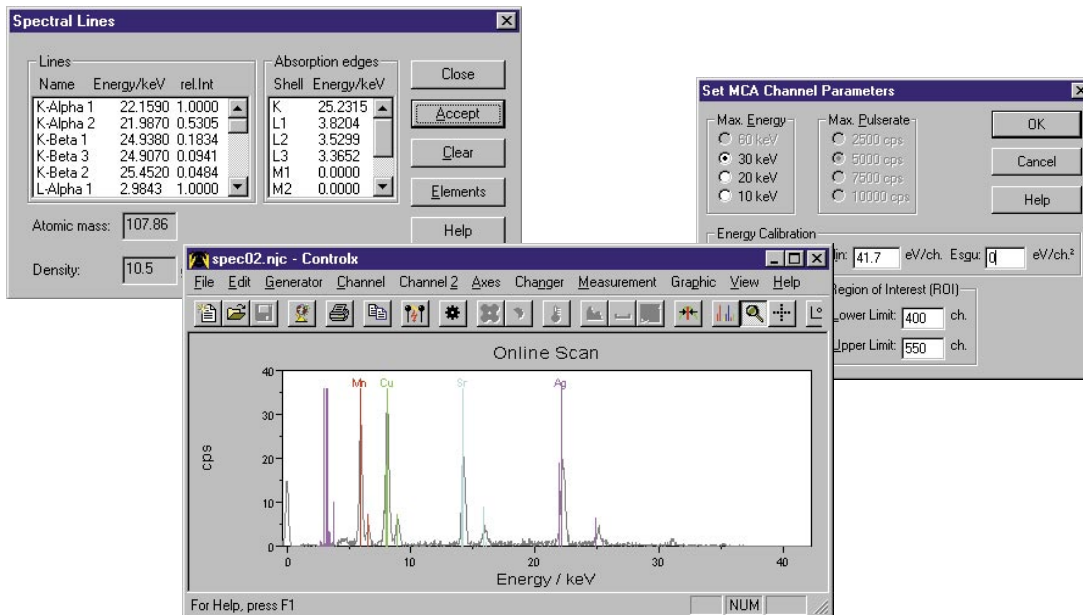 Spectral Lines
Lines
Name Energy/keV rel.Int
K-Alpha 1 22.1590 1.0000
K-Alpha 2 21.9870 0.5305
K-Beta 1 24.9380 0.1834
K-Beta 3 24.9070 0.0941
K-Beta 2 25.4520 0.0484
L-Alpha 1 2.9843 1.0000
Absorption edges
Shell Energy/keV
K 25.2315
L1 3.8204
L2 3.5299
L3 3.3652
M1 0.0000
M2 0.0000
Close
Accept
Clear
Elements
Help
Atomic mass: 107.86
Density: 10.5
Set MCA Channel Parameters
Max. Energy
60 keV
30 keV
20 keV
10 keV
Max. Pulserate
2500 cps
5000 cps
7500 cps
10000 cps
OK
Cancel
Help
Energy Calibration
in: 41.7 eV/ch. Esgu: 0 eV/ch.²
Region of Interest (ROI)
Lower Limit: 400 ch.
Upper Limit: 550 ch.
spec02.njc - Controlx
File Edit Generator Channel Channel 2 Axes Changer Measurement Graphic View Help
L°
Online Scan
cps
40
30
20
10
0
Mn Cu Sr Ag
0 10 20 30 40
Energy / keV
For Help, press F1
NUM